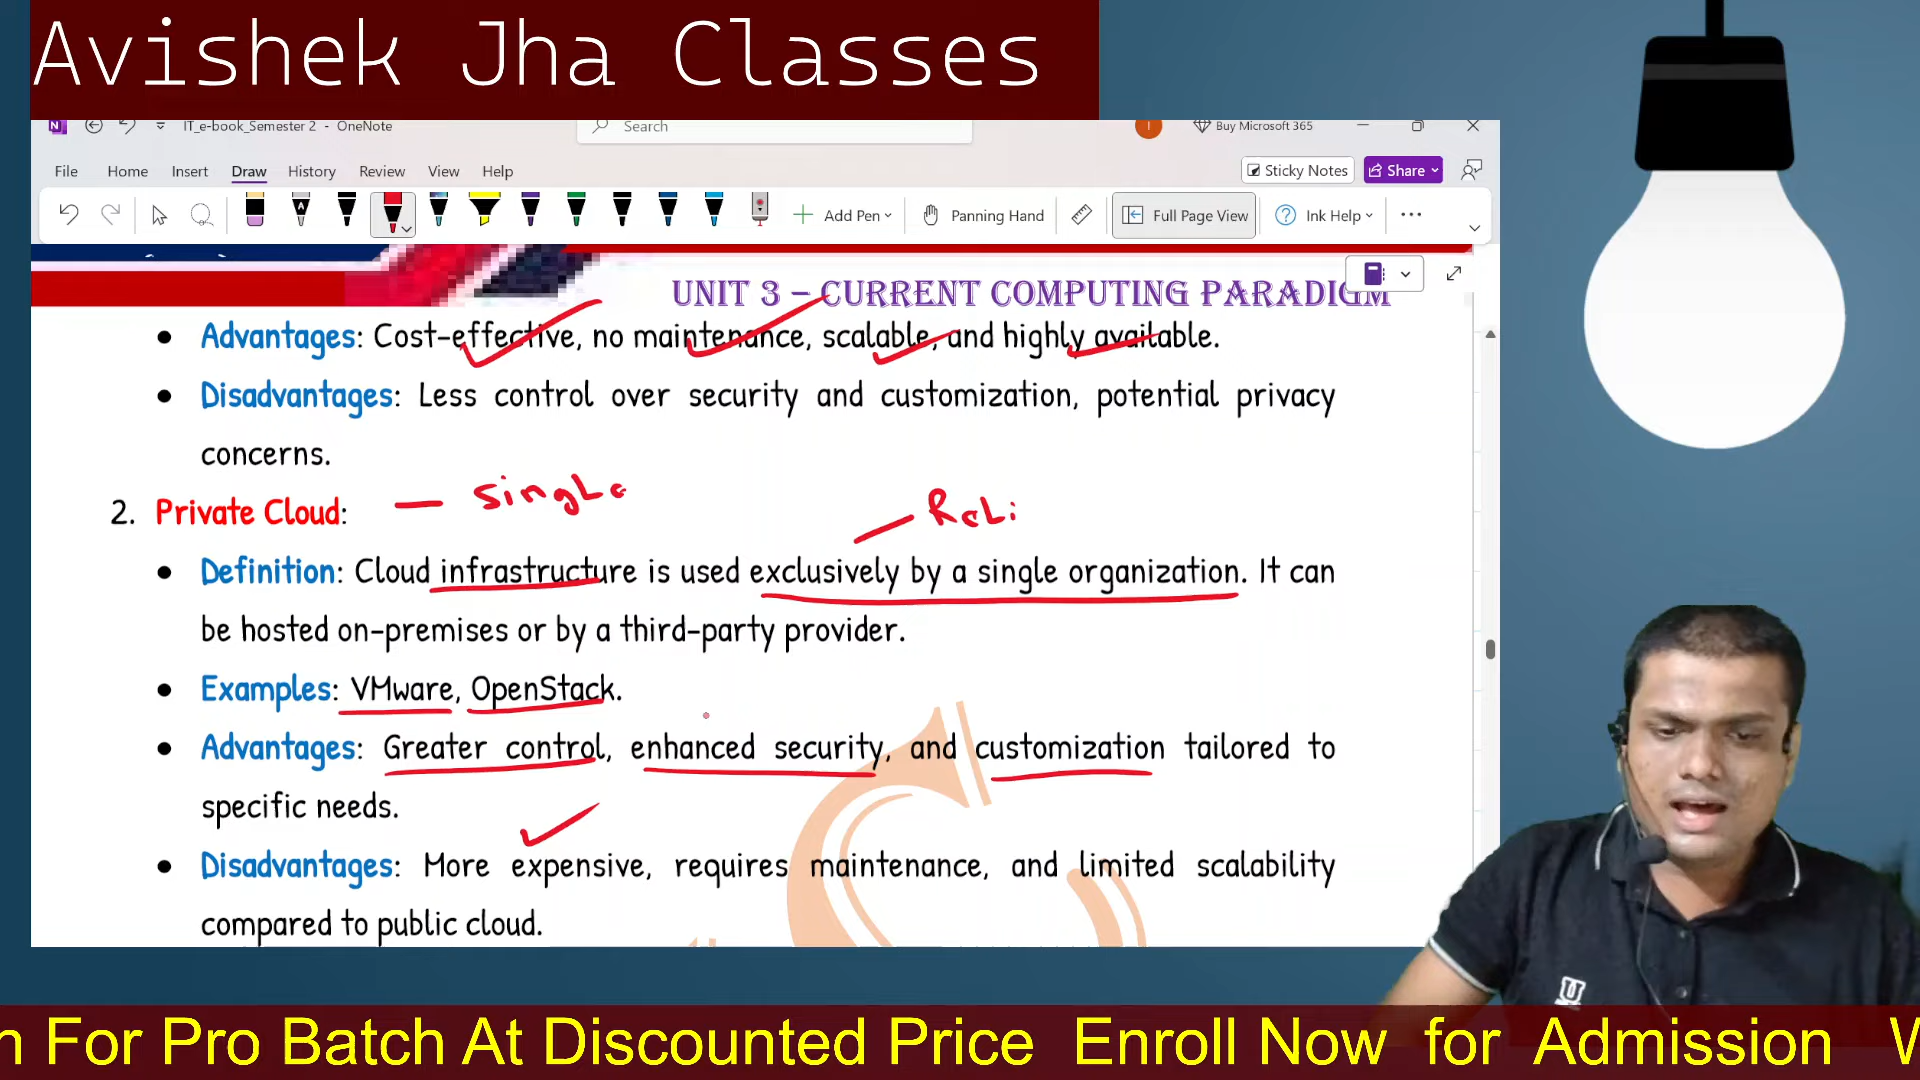 Avishek Jha Classes
IT_e-book_Semester 2 - OneNote
Search
Buy Microsoft 365
File Home Insert Draw History Review View Help
Sticky Notes
Share
Add Pen
Panning Hand
Full Page View
Ink Help
UNIT 3 – CURRENT COMPUTING PARADIGM
• Advantages: Cost-effective, no maintenance, scalable, and highly available.
• Disadvantages: Less control over security and customization, potential privacy
concerns.
— Single
2. Private Cloud:
Reli
• Definition: Cloud infrastructure is used exclusively by a single organization. It can
be hosted on-premises or by a third-party provider.
• Examples: VMware, OpenStack.
• Advantages: Greater control, enhanced security, and customization tailored to
specific needs.
• Disadvantages: More expensive, requires maintenance, and limited scalability
compared to public cloud.
n For Pro Batch At Discounted Price Enroll Now for Admission W